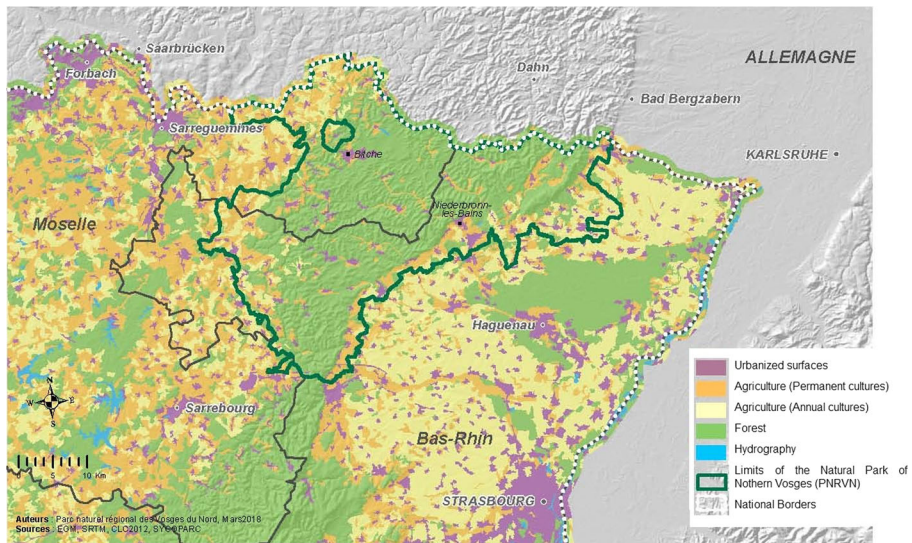 Saarbrücken
ALLEMAGNE
Forbach
Dahn
Bad Bergzabern
Sarreguemmes
Bitche
KARLSRUHE
Niederbronn-
les-Bains
Moselle
Haguenau
Urbanized surfaces
Agriculture (Permanent cultures)
Agriculture (Annual cultures)
Forest
Hydrography
Limits of the Natural Park of
Nothern Vosges (PNRVN)
National Borders
N
W
E
S
Sarrebourg
Bas-Rhin
STRASBOURG
0 5 10 Km
Auteurs : Parc naturel régional des Vosges du Nord, Mars2018
Sources : EGM, SRTM, CLC2012, SYCOPARC